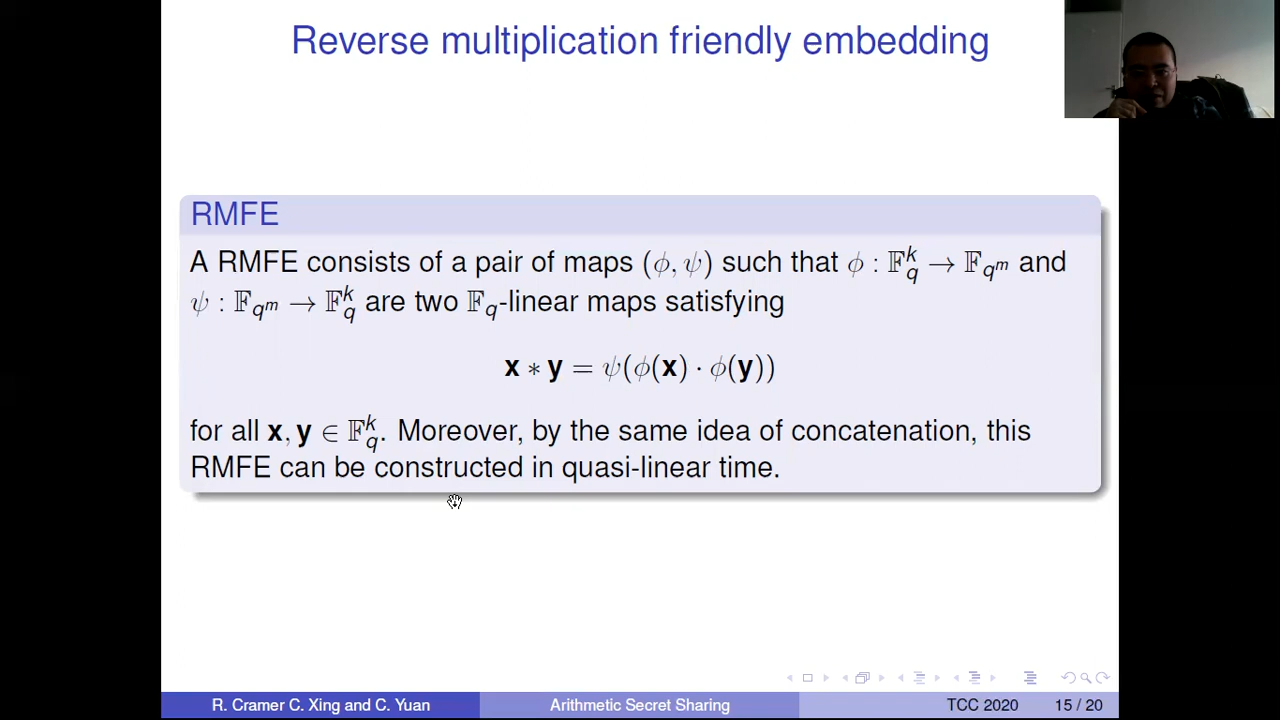 Reverse multiplication friendly embedding
RMFE
A RMFE consists of a pair of maps (ϕ, ψ) such that ϕ : 𝔽_q^k → 𝔽_{q^m} and
ψ : 𝔽_{q^m} → 𝔽_q^k are two 𝔽_q-linear maps satisfying
x ∗ y = ψ(ϕ(x) · ϕ(y))
for all x, y ∈ 𝔽_q^k. Moreover, by the same idea of concatenation, this
RMFE can be constructed in quasi-linear time.
R. Cramer C. Xing and C. Yuan Arithmetic Secret Sharing TCC 2020 15 / 20